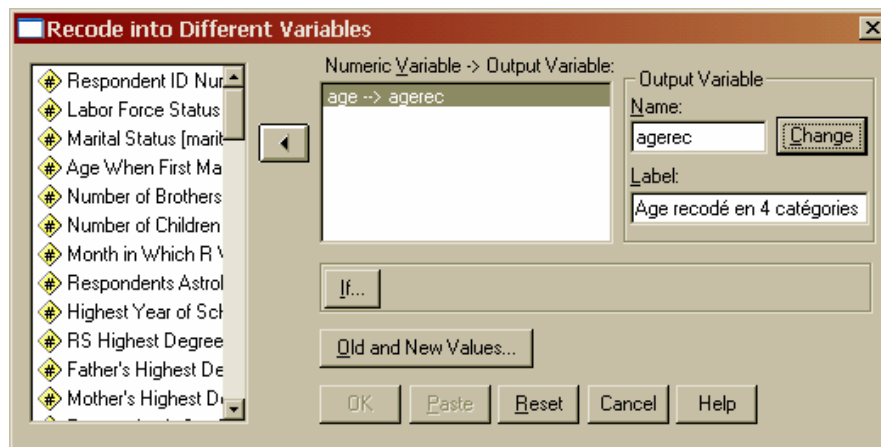 Recode into Different Variables
Respondent ID Nur
Labor Force Status
Marital Status [marit
Age When First Ma
Number of Brothers
Number of Children
Month in Which R
Respondents Astrol
Highest Year of Sch
RS Highest Degree
Father's Highest De
Mother's Highest De
Numeric Variable -> Output Variable:
age --> agerec
Output Variable
Name:
agerec
Change
Label:
Age recodé en 4 catégories
If...
Old and New Values...
OK
Paste
Reset
Cancel
Help